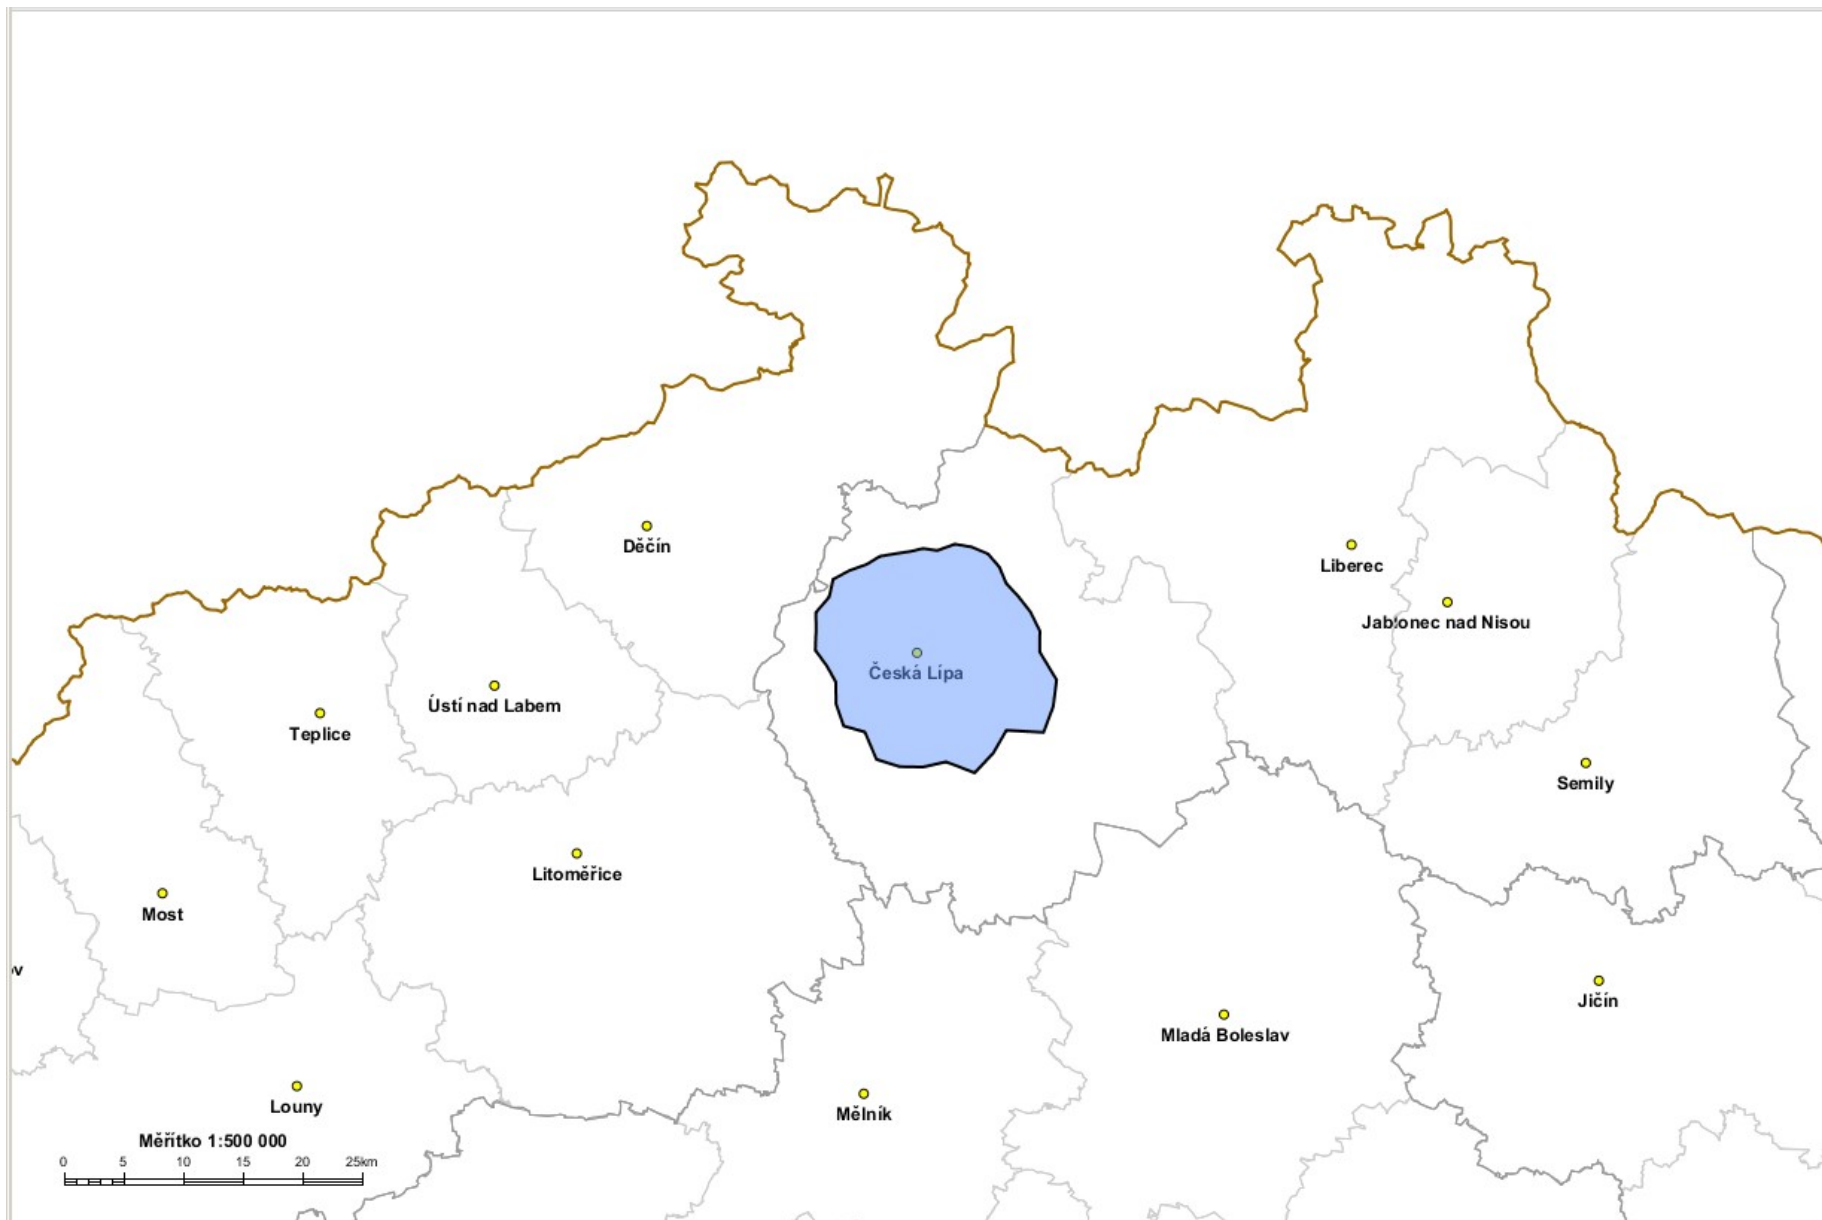 Děčín
Liberec
Jablonec nad Nisou
Česká Lípa
Ústí nad Labem
Teplice
Semily
Litoměřice
Most
v
Jičín
Mladá Boleslav
Louny
Mělník
Měřítko 1:500 000
0 5 10 15 20 25km